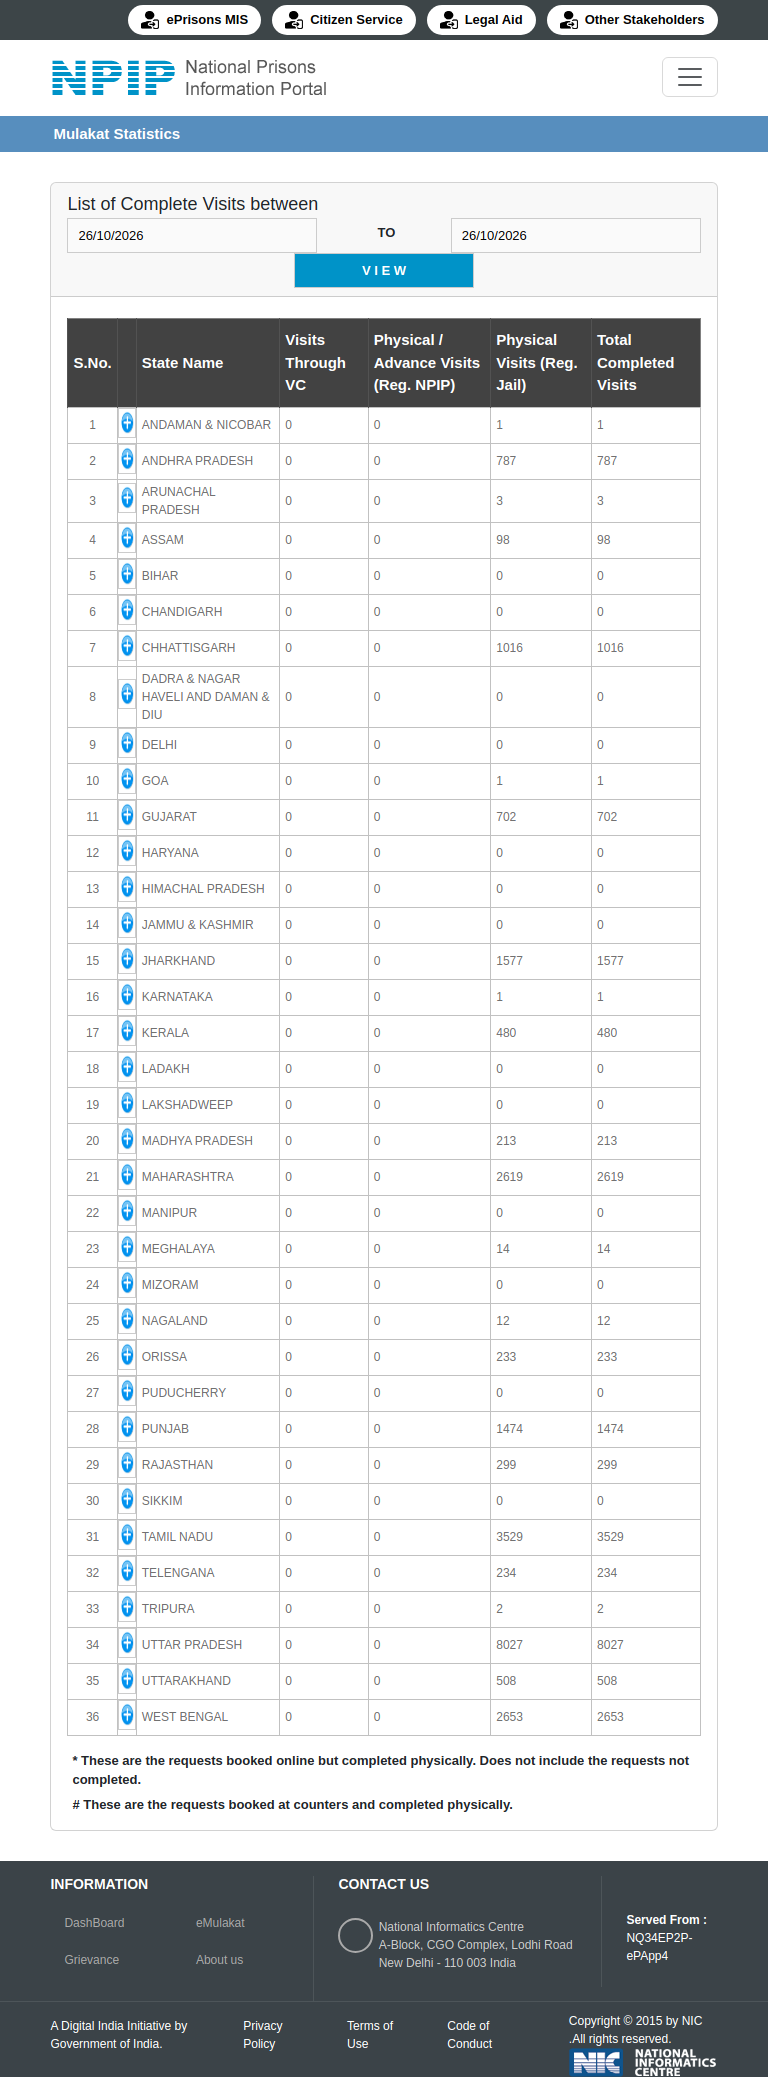 ePrisons MIS Citizen Service Legal Aid Other Stakeholders
NPIP National Prisons
Information Portal
Mulakat Statistics
List of Complete Visits between
26/10/2026 TO 26/10/2026
VIEW
S.No. State Name Visits Through VC Physical / Advance Visits (Reg. NPIP) Physical Visits (Reg. Jail) Total Completed Visits
1 ANDAMAN & NICOBAR 0 0 1 1
2 ANDHRA PRADESH 0 0 787 787
3 ARUNACHAL PRADESH 0 0 3 3
4 ASSAM 0 0 98 98
5 BIHAR 0 0 0 0
6 CHANDIGARH 0 0 0 0
7 CHHATTISGARH 0 0 1016 1016
8 DADRA & NAGAR HAVELI AND DAMAN & DIU 0 0 0 0
9 DELHI 0 0 0 0
10 GOA 0 0 1 1
11 GUJARAT 0 0 702 702
12 HARYANA 0 0 0 0
13 HIMACHAL PRADESH 0 0 0 0
14 JAMMU & KASHMIR 0 0 0 0
15 JHARKHAND 0 0 1577 1577
16 KARNATAKA 0 0 1 1
17 KERALA 0 0 480 480
18 LADAKH 0 0 0 0
19 LAKSHADWEEP 0 0 0 0
20 MADHYA PRADESH 0 0 213 213
21 MAHARASHTRA 0 0 2619 2619
22 MANIPUR 0 0 0 0
23 MEGHALAYA 0 0 14 14
24 MIZORAM 0 0 0 0
25 NAGALAND 0 0 12 12
26 ORISSA 0 0 233 233
27 PUDUCHERRY 0 0 0 0
28 PUNJAB 0 0 1474 1474
29 RAJASTHAN 0 0 299 299
30 SIKKIM 0 0 0 0
31 TAMIL NADU 0 0 3529 3529
32 TELENGANA 0 0 234 234
33 TRIPURA 0 0 2 2
34 UTTAR PRADESH 0 0 8027 8027
35 UTTARAKHAND 0 0 508 508
36 WEST BENGAL 0 0 2653 2653
* These are the requests booked online but completed physically. Does not include the requests not
completed.
# These are the requests booked at counters and completed physically.
INFORMATION
DashBoard eMulakat
Grievance About us
CONTACT US
National Informatics Centre
A-Block, CGO Complex, Lodhi Road
New Delhi - 110 003 India
Served From :
NQ34EP2P-
ePApp4
A Digital India Initiative by
Government of India.
Privacy
Policy
Terms of
Use
Code of
Conduct
Copyright © 2015 by NIC
.All rights reserved.
NIC NATIONAL
INFORMATICS
CENTRE